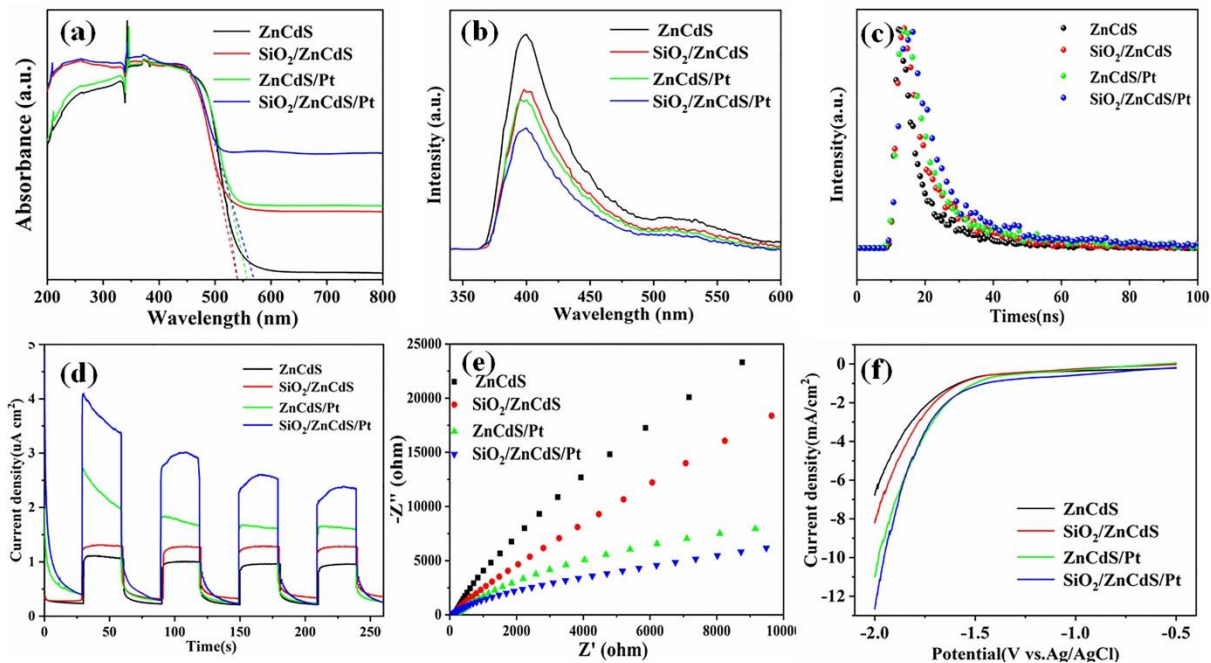 (a)
ZnCdS
SiO2/ZnCdS
ZnCdS/Pt
SiO2/ZnCdS/Pt
Absorbance (a.u.)
200 300 400 500 600 700 800
Wavelength (nm)
(b)
ZnCdS
SiO2/ZnCdS
ZnCdS/Pt
SiO2/ZnCdS/Pt
Intensity (a.u.)
350 400 450 500 550 600
Wavelength (nm)
(c)
ZnCdS
SiO2/ZnCdS
ZnCdS/Pt
SiO2/ZnCdS/Pt
Intensity(a.u.)
0 20 40 60 80 100
Times(ns)
(d)
ZnCdS
SiO2/ZnCdS
ZnCdS/Pt
SiO2/ZnCdS/Pt
Current density(uA cm2)
5
4
3
2
1
0
0 50 100 150 200 250
Time(s)
(e)
ZnCdS
SiO2/ZnCdS
ZnCdS/Pt
SiO2/ZnCdS/Pt
-Z'' (ohm)
25000
20000
15000
10000
5000
0
0 2000 4000 6000 8000 10000
Z' (ohm)
(f)
ZnCdS
SiO2/ZnCdS
ZnCdS/Pt
SiO2/ZnCdS/Pt
Current density(mA/cm2)
0
-2
-4
-6
-8
-10
-12
-2.0 -1.5 -1.0 -0.5
Potential(V vs.Ag/AgCl)